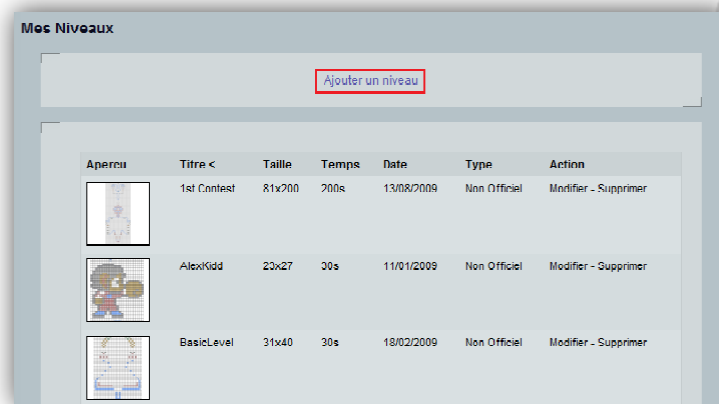 Mes Niveaux
Ajouter un niveau
Apercu Titre < Taille Temps Date Type Action
1st Contest 81x200 200s 13/08/2009 Non Officiel Modifier - Supprimer
AlexKidd 23x27 30s 11/01/2009 Non Officiel Modifier - Supprimer
BasicLevel 31x40 30s 18/02/2009 Non Officiel Modifier - Supprimer